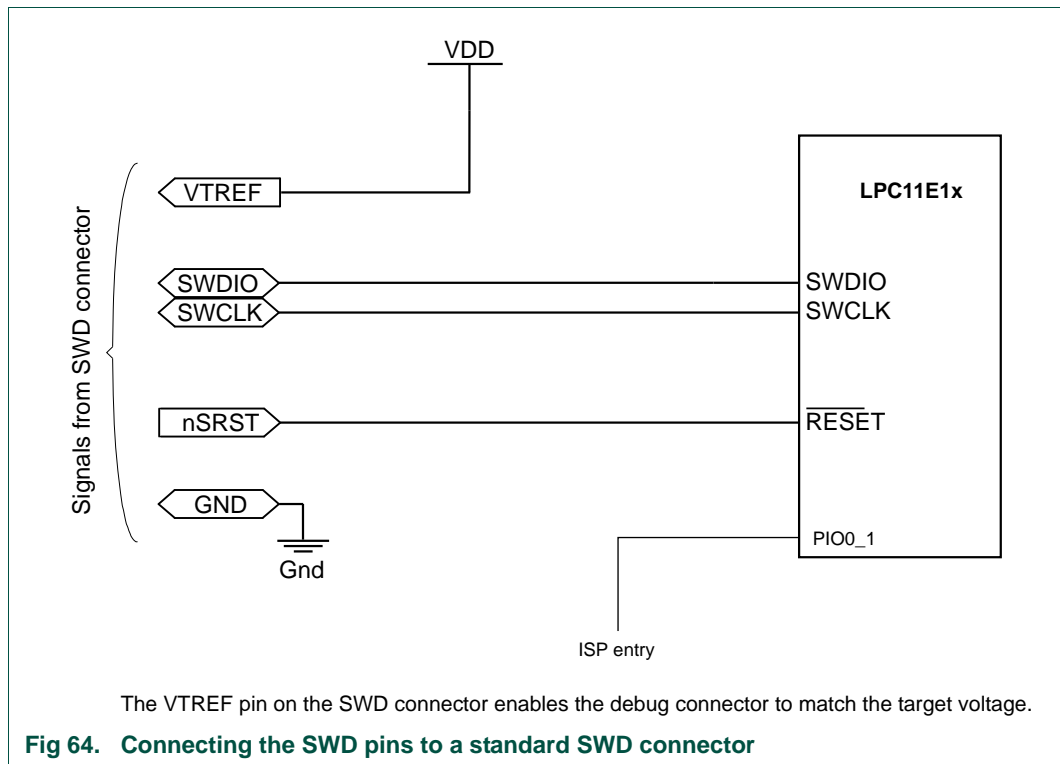 VDD
VTREF
LPC11E1x
Signals from SWD connector
SWDIO
SWDIO
SWCLK
SWCLK
nSRST
RESET
GND
Gnd
PIO0_1
ISP entry
The VTREF pin on the SWD connector enables the debug connector to match the target voltage.
Fig 64. Connecting the SWD pins to a standard SWD connector